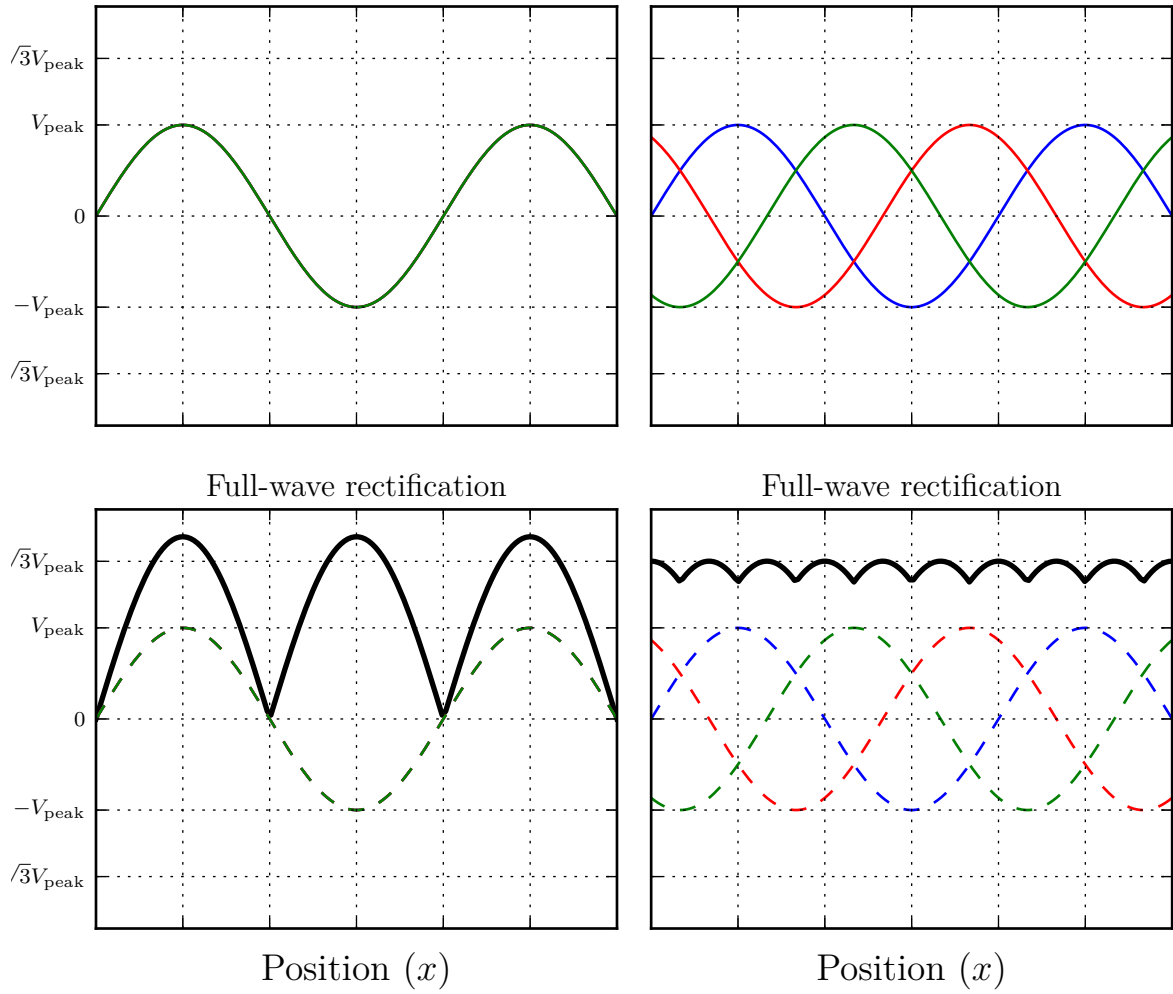 √3V_peak
V_peak
0
−V_peak
√3V_peak
Full-wave rectification
Full-wave rectification
√3V_peak
V_peak
0
−V_peak
√3V_peak
Position (x)
Position (x)